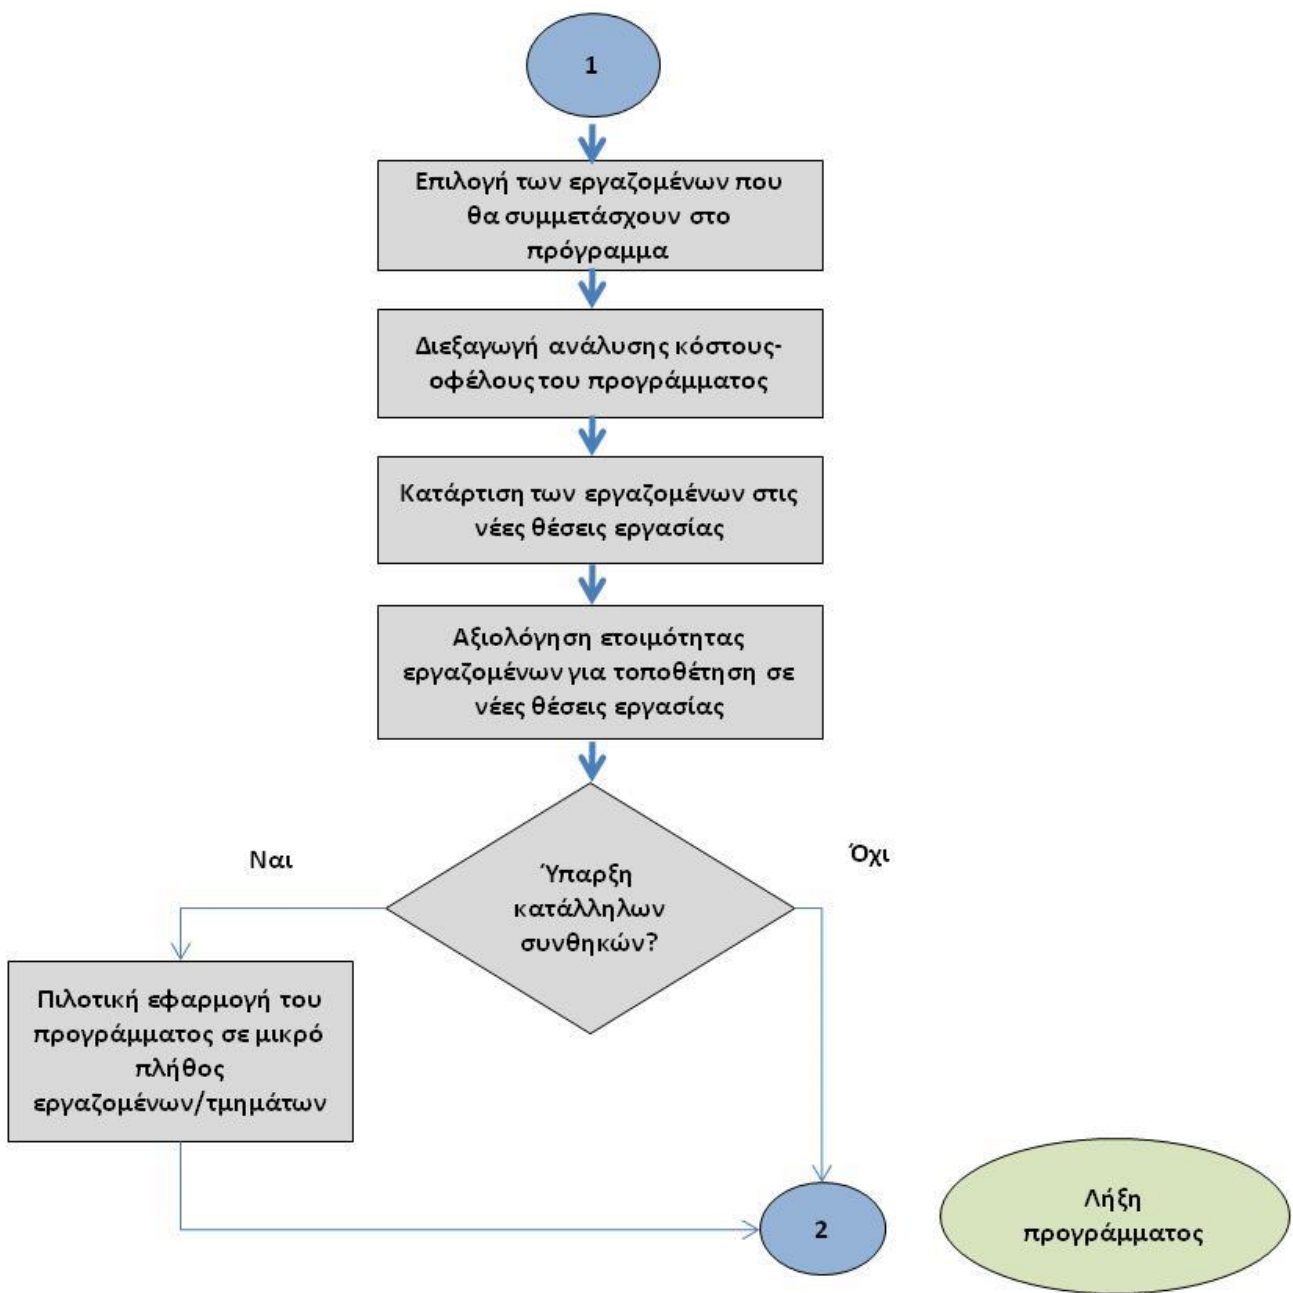 1
Επιλογή των εργαζομένων που
θα συμμετάσχουν στο
πρόγραμμα
Διεξαγωγή ανάλυσης κόστους-
οφέλους του προγράμματος
Κατάρτιση των εργαζομένων στις
νέες θέσεις εργασίας
Αξιολόγηση ετοιμότητας
εργαζομένων για τοποθέτηση σε
νέες θέσεις εργασίας
Ναι
Όχι
Ύπαρξη
κατάλληλων
συνθηκών?
Πιλοτική εφαρμογή του
προγράμματος σε μικρό
πλήθος
εργαζομένων/τμημάτων
2
Λήξη
προγράμματος